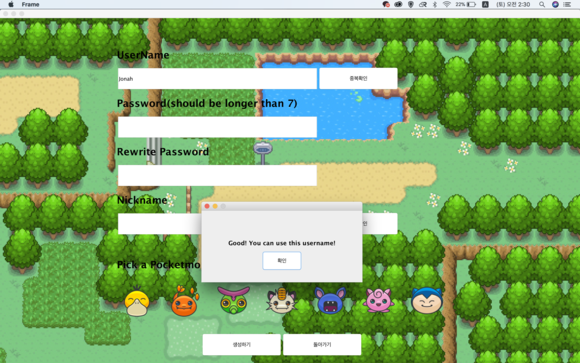 Frame
22%
A
(토) 오전 2:30
UserName
Jonah
중복확인
Password(should be longer than 7)
Rewrite Password
Nickname
Good! You can use this username!
확인
Pick a Pocketmo
생성하기
돌아가기